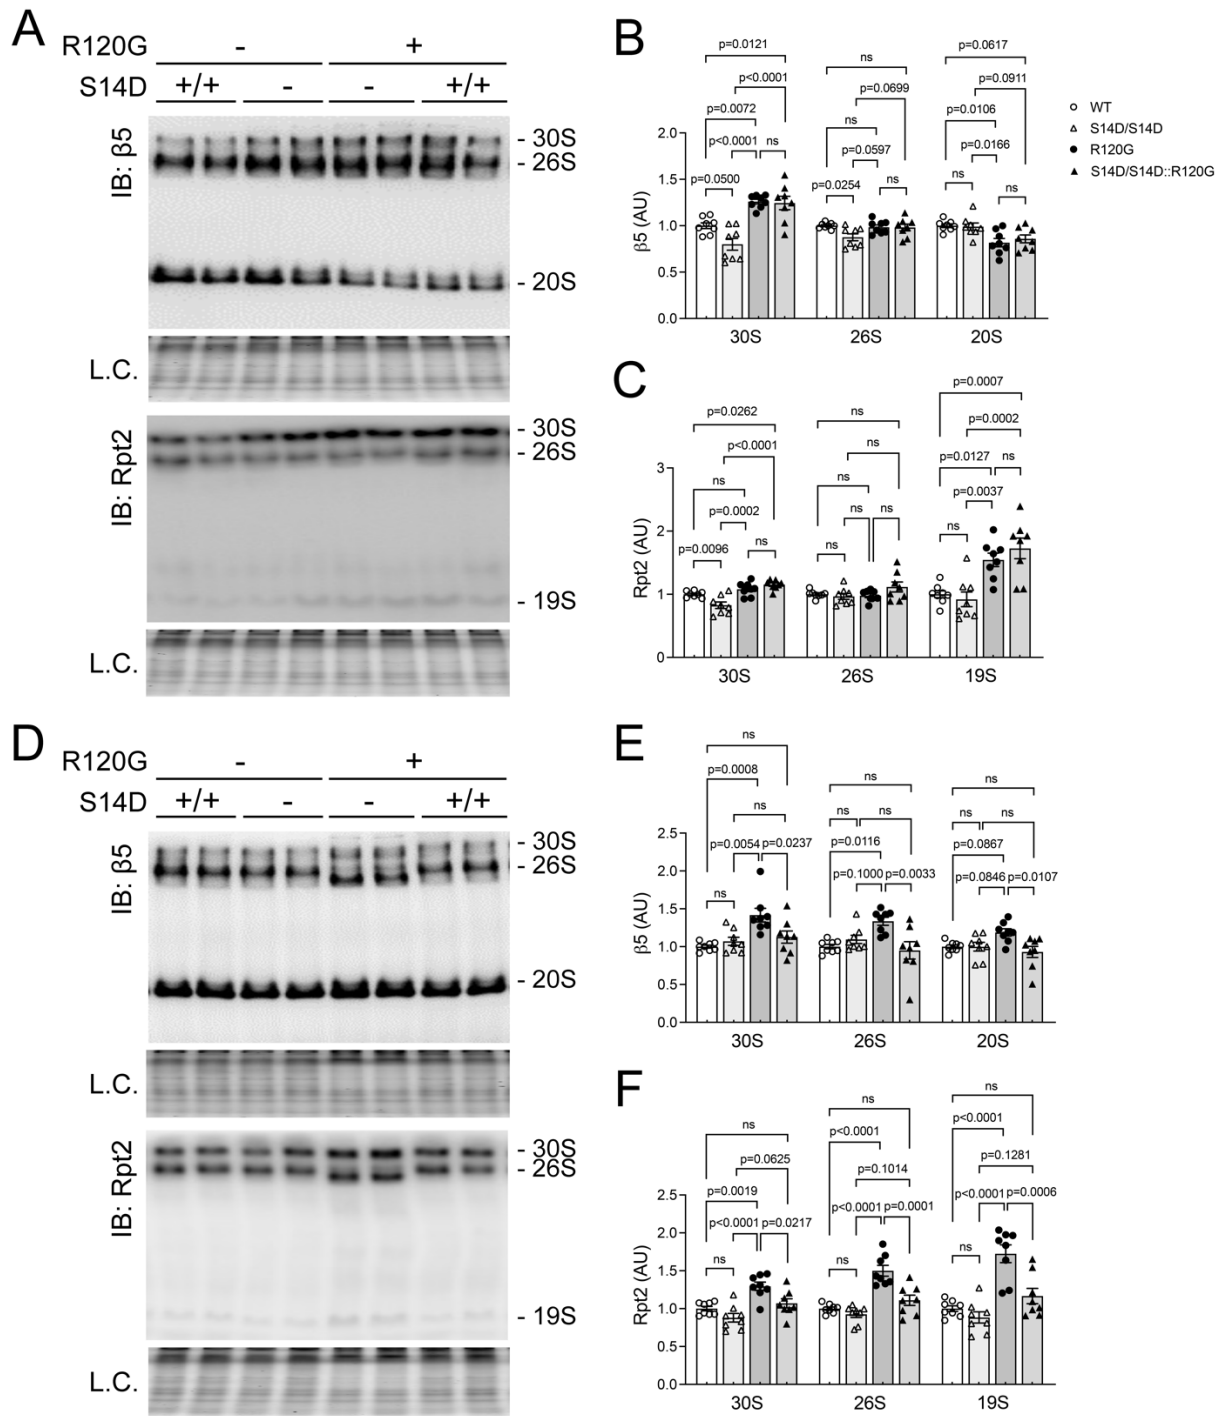 A
R120G - +
S14D +/+ - - +/+
IB: β5
- 30S
- 26S
- 20S
L.C.
IB: Rpt2
- 30S
- 26S
- 19S
L.C.
B
p=0.0121
p<0.0001
p=0.0072
p<0.0001 ns
p=0.0500
ns
p=0.0699
ns
p=0.0597
p=0.0254 ns
p=0.0617
p=0.0911
p=0.0106
p=0.0166
ns ns
β5 (AU)
2.0
1.5
1.0
0.5
0.0
30S 26S 20S
WT
S14D/S14D
R120G
S14D/S14D::R120G
C
p=0.0262
p<0.0001
ns
p=0.0002
p=0.0096 ns
ns
ns
ns
ns ns
ns
p=0.0007
p=0.0002
p=0.0127 ns
p=0.0037
ns
Rpt2 (AU)
3
2
1
0
30S 26S 19S
D
R120G - +
S14D +/+ - - +/+
IB: β5
- 30S
- 26S
- 20S
L.C.
IB: Rpt2
- 30S
- 26S
- 19S
L.C.
E
ns
p=0.0008
ns
p=0.0054 p=0.0237
ns
ns
ns ns
p=0.0116
p=0.1000 p=0.0033
ns
ns ns
p=0.0867
p=0.0846 p=0.0107
β5 (AU)
2.5
2.0
1.5
1.0
0.5
0.0
30S 26S 20S
F
ns
p=0.0625
p=0.0019
p<0.0001 p=0.0217
ns
ns
p<0.0001
p=0.1014
p<0.0001 p=0.0001
ns
ns
p<0.0001
p=0.1281
p<0.0001 p=0.0006
ns
Rpt2 (AU)
2.5
2.0
1.5
1.0
0.5
0.0
30S 26S 19S